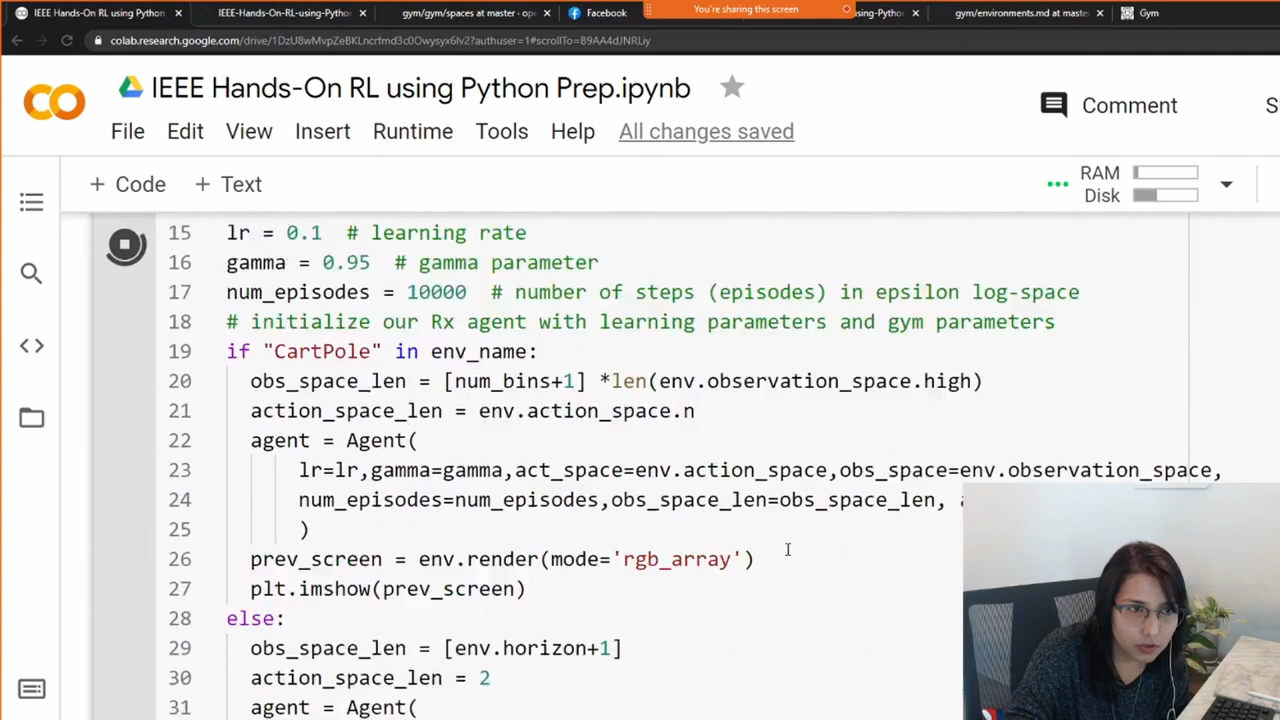 IEEE Hands-On RL using Python
IEEE-Hands-On-RL-using-Python
gym/gym/spaces at master · ope
Facebook
You're sharing this screen
using-Python
gym/environments.md at maste
Gym
colab.research.google.com/drive/1DzU8wMvpZeBKLncrfmd3c0Owysyx6lv2?authuser=1#scrollTo=B9AA4dJNRLiy
IEEE Hands-On RL using Python Prep.ipynb
Comment
S
File Edit View Insert Runtime Tools Help All changes saved
+ Code + Text
RAM
Disk
15 lr = 0.1 # learning rate
16 gamma = 0.95 # gamma parameter
17 num_episodes = 10000 # number of steps (episodes) in epsilon log-space
18 # initialize our Rx agent with learning parameters and gym parameters
19 if "CartPole" in env_name:
20 obs_space_len = [num_bins+1] *len(env.observation_space.high)
21 action_space_len = env.action_space.n
22 agent = Agent(
23 lr=lr,gamma=gamma,act_space=env.action_space,obs_space=env.observation_space,
24 num_episodes=num_episodes,obs_space_len=obs_space_len,
25 )
26 prev_screen = env.render(mode='rgb_array')
27 plt.imshow(prev_screen)
28 else:
29 obs_space_len = [env.horizon+1]
30 action_space_len = 2
31 agent = Agent(